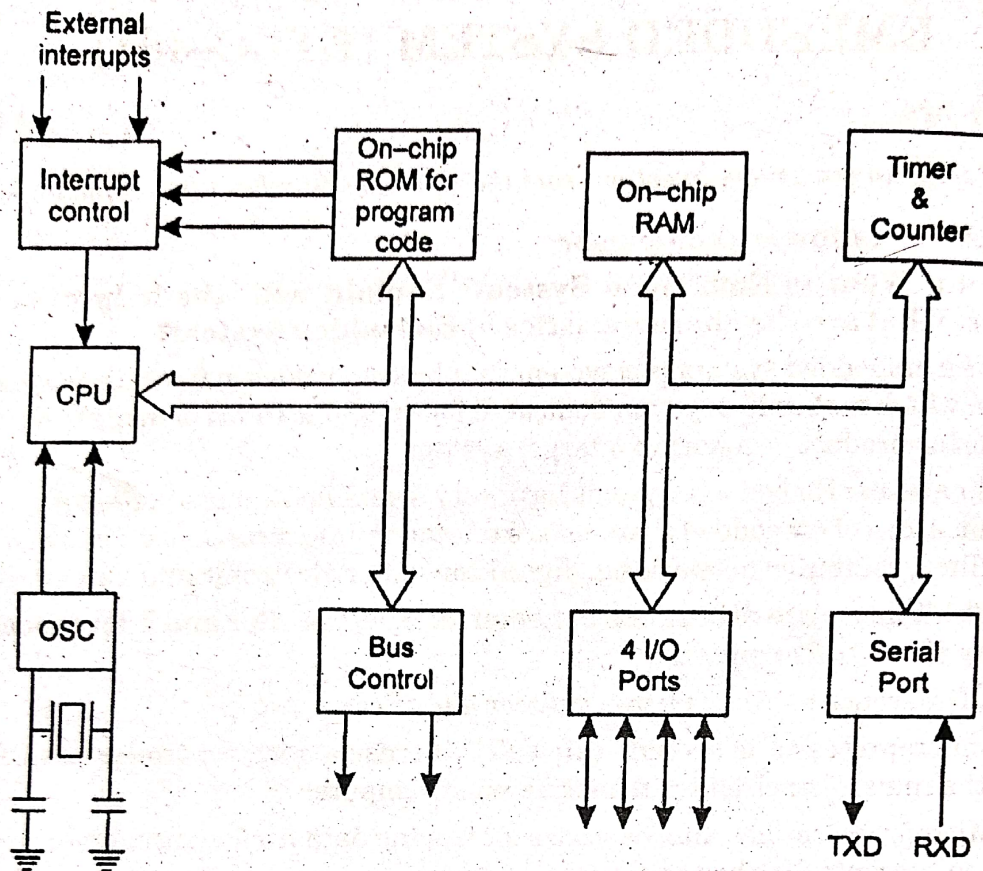 External
interrupts
Interrupt
control
On–chip
ROM for
program
code
On–chip
RAM
Timer
&
Counter
CPU
OSC
Bus
Control
4 I/O
Ports
Serial
Port
TXD RXD